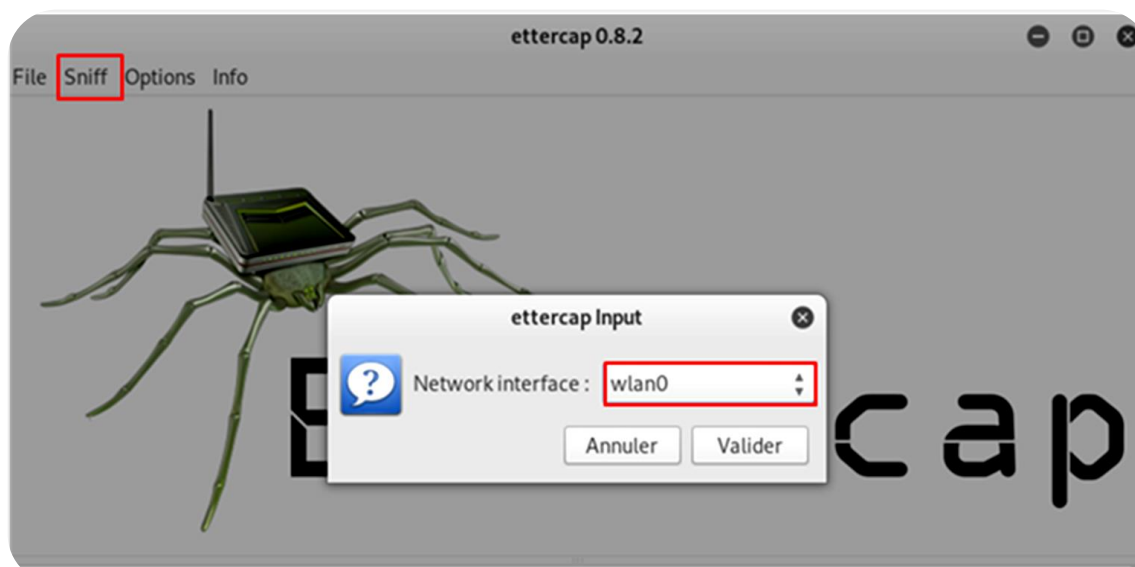 ettercap 0.8.2
File Sniff Options Info
ettercap Input
Network interface : wlan0
Annuler Valider
E
cap